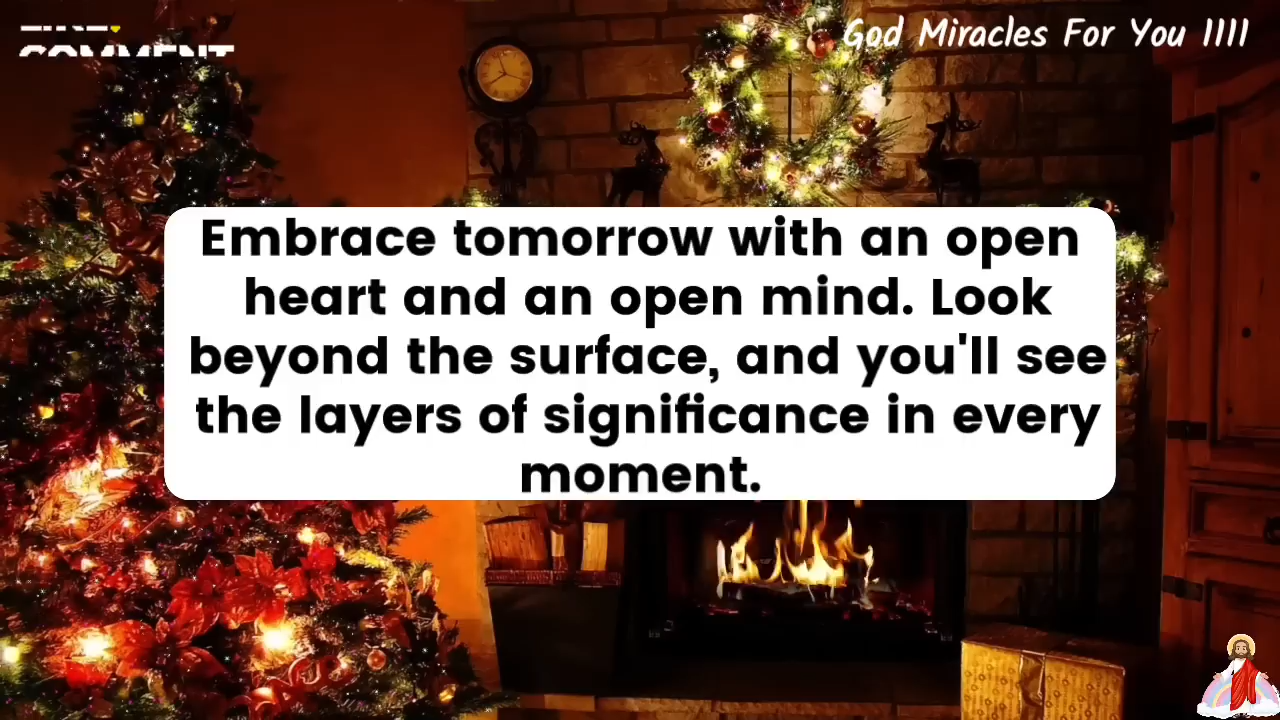 God Miracles For You 1111
Embrace tomorrow with an open
heart and an open mind. Look
beyond the surface, and you'll see
the layers of significance in every
moment.